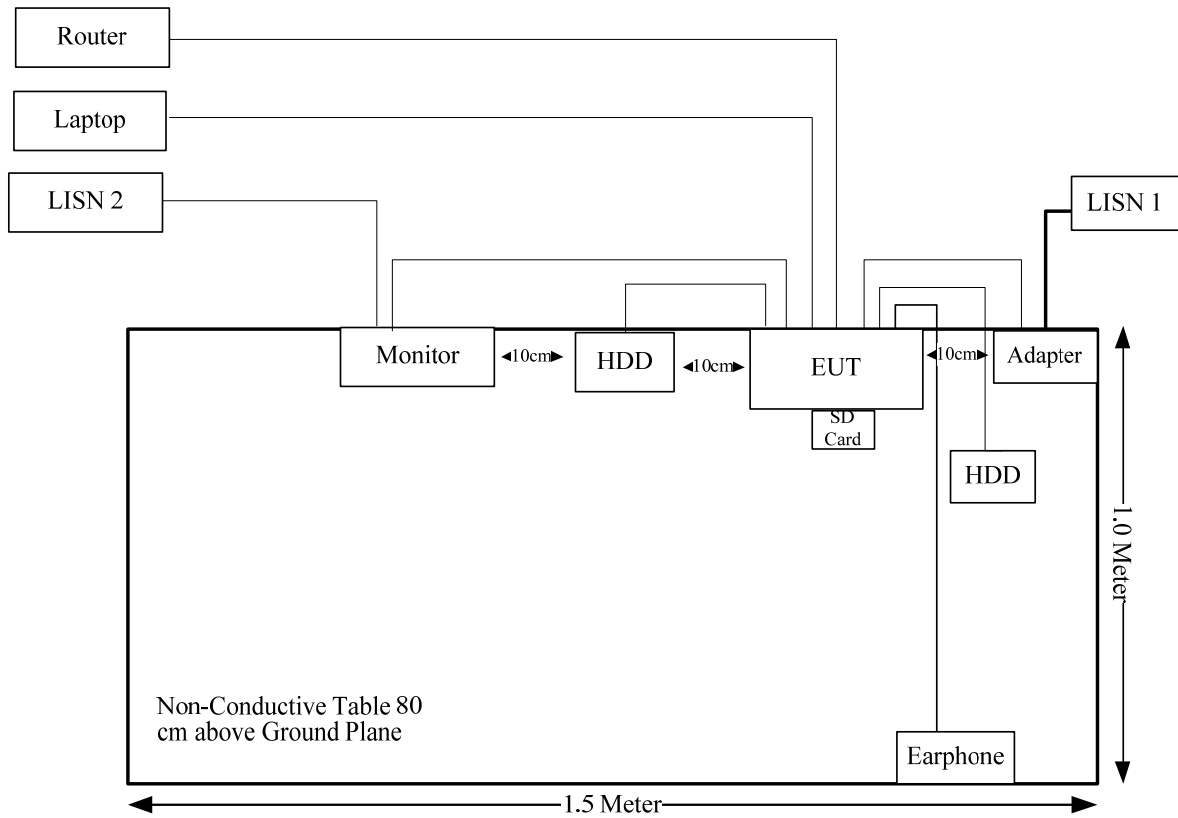 Router
Laptop
LISN 2
LISN 1
Monitor
10cm
HDD
10cm
EUT
10cm
Adapter
SD
Card
HDD
1.0 Meter
Non-Conductive Table 80
cm above Ground Plane
Earphone
1.5 Meter